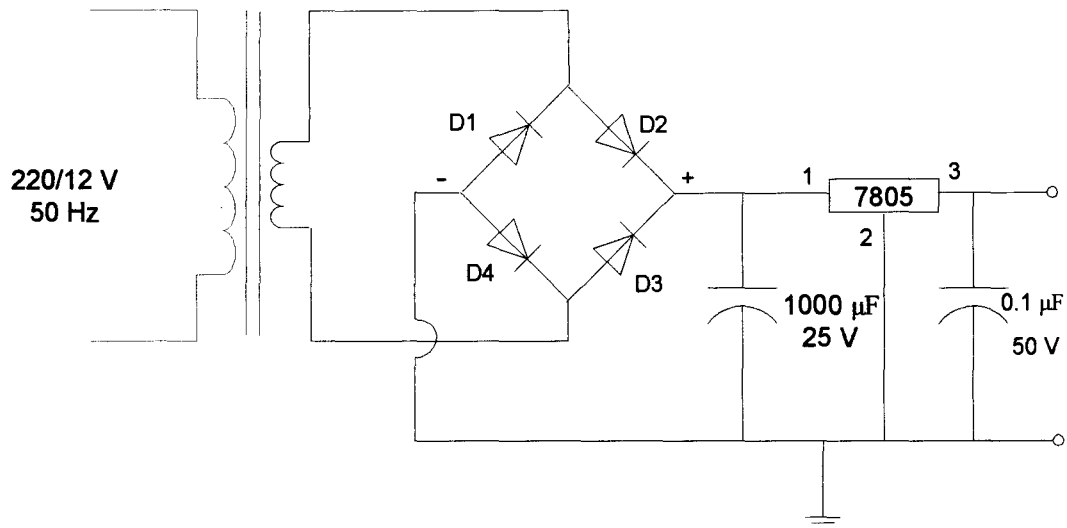 220/12 V
50 Hz
D1
D2
D4
D3
-
+
1
7805
3
2
1000 µF
25 V
0.1 µF
50 V